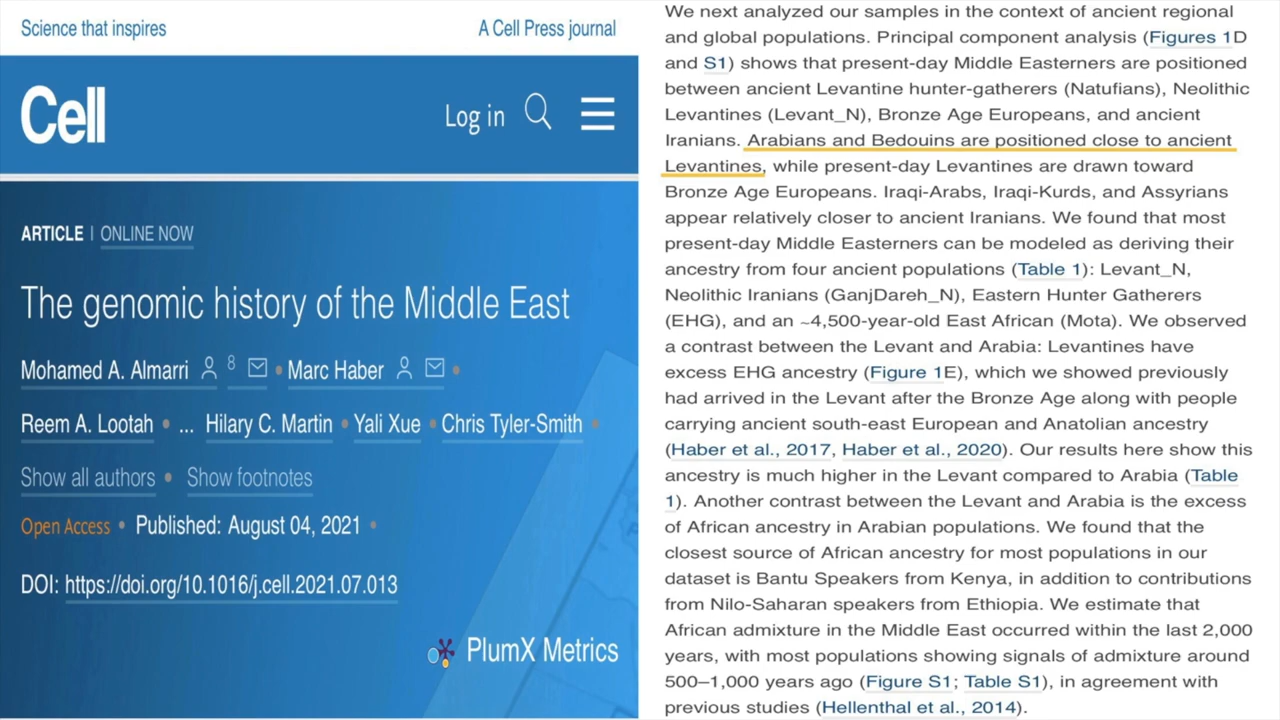 Science that inspires
A Cell Press journal
Cell
Log in
ARTICLE | ONLINE NOW
The genomic history of the Middle East
Mohamed A. Almarri 8 • Marc Haber •
Reem A. Lootah • ... Hilary C. Martin • Yali Xue • Chris Tyler-Smith •
Show all authors • Show footnotes
Open Access • Published: August 04, 2021 •
DOI: https://doi.org/10.1016/j.cell.2021.07.013
PlumX Metrics
We next analyzed our samples in the context of ancient regional
and global populations. Principal component analysis (Figures 1D
and S1) shows that present-day Middle Easterners are positioned
between ancient Levantine hunter-gatherers (Natufians), Neolithic
Levantines (Levant_N), Bronze Age Europeans, and ancient
Iranians. Arabians and Bedouins are positioned close to ancient
Levantines, while present-day Levantines are drawn toward
Bronze Age Europeans. Iraqi-Arabs, Iraqi-Kurds, and Assyrians
appear relatively closer to ancient Iranians. We found that most
present-day Middle Easterners can be modeled as deriving their
ancestry from four ancient populations (Table 1): Levant_N,
Neolithic Iranians (GanjDareh_N), Eastern Hunter Gatherers
(EHG), and an ~4,500-year-old East African (Mota). We observed
a contrast between the Levant and Arabia: Levantines have
excess EHG ancestry (Figure 1E), which we showed previously
had arrived in the Levant after the Bronze Age along with people
carrying ancient south-east European and Anatolian ancestry
(Haber et al., 2017, Haber et al., 2020). Our results here show this
ancestry is much higher in the Levant compared to Arabia (Table
1). Another contrast between the Levant and Arabia is the excess
of African ancestry in Arabian populations. We found that the
closest source of African ancestry for most populations in our
dataset is Bantu Speakers from Kenya, in addition to contributions
from Nilo-Saharan speakers from Ethiopia. We estimate that
African admixture in the Middle East occurred within the last 2,000
years, with most populations showing signals of admixture around
500–1,000 years ago (Figure S1; Table S1), in agreement with
previous studies (Hellenthal et al., 2014).